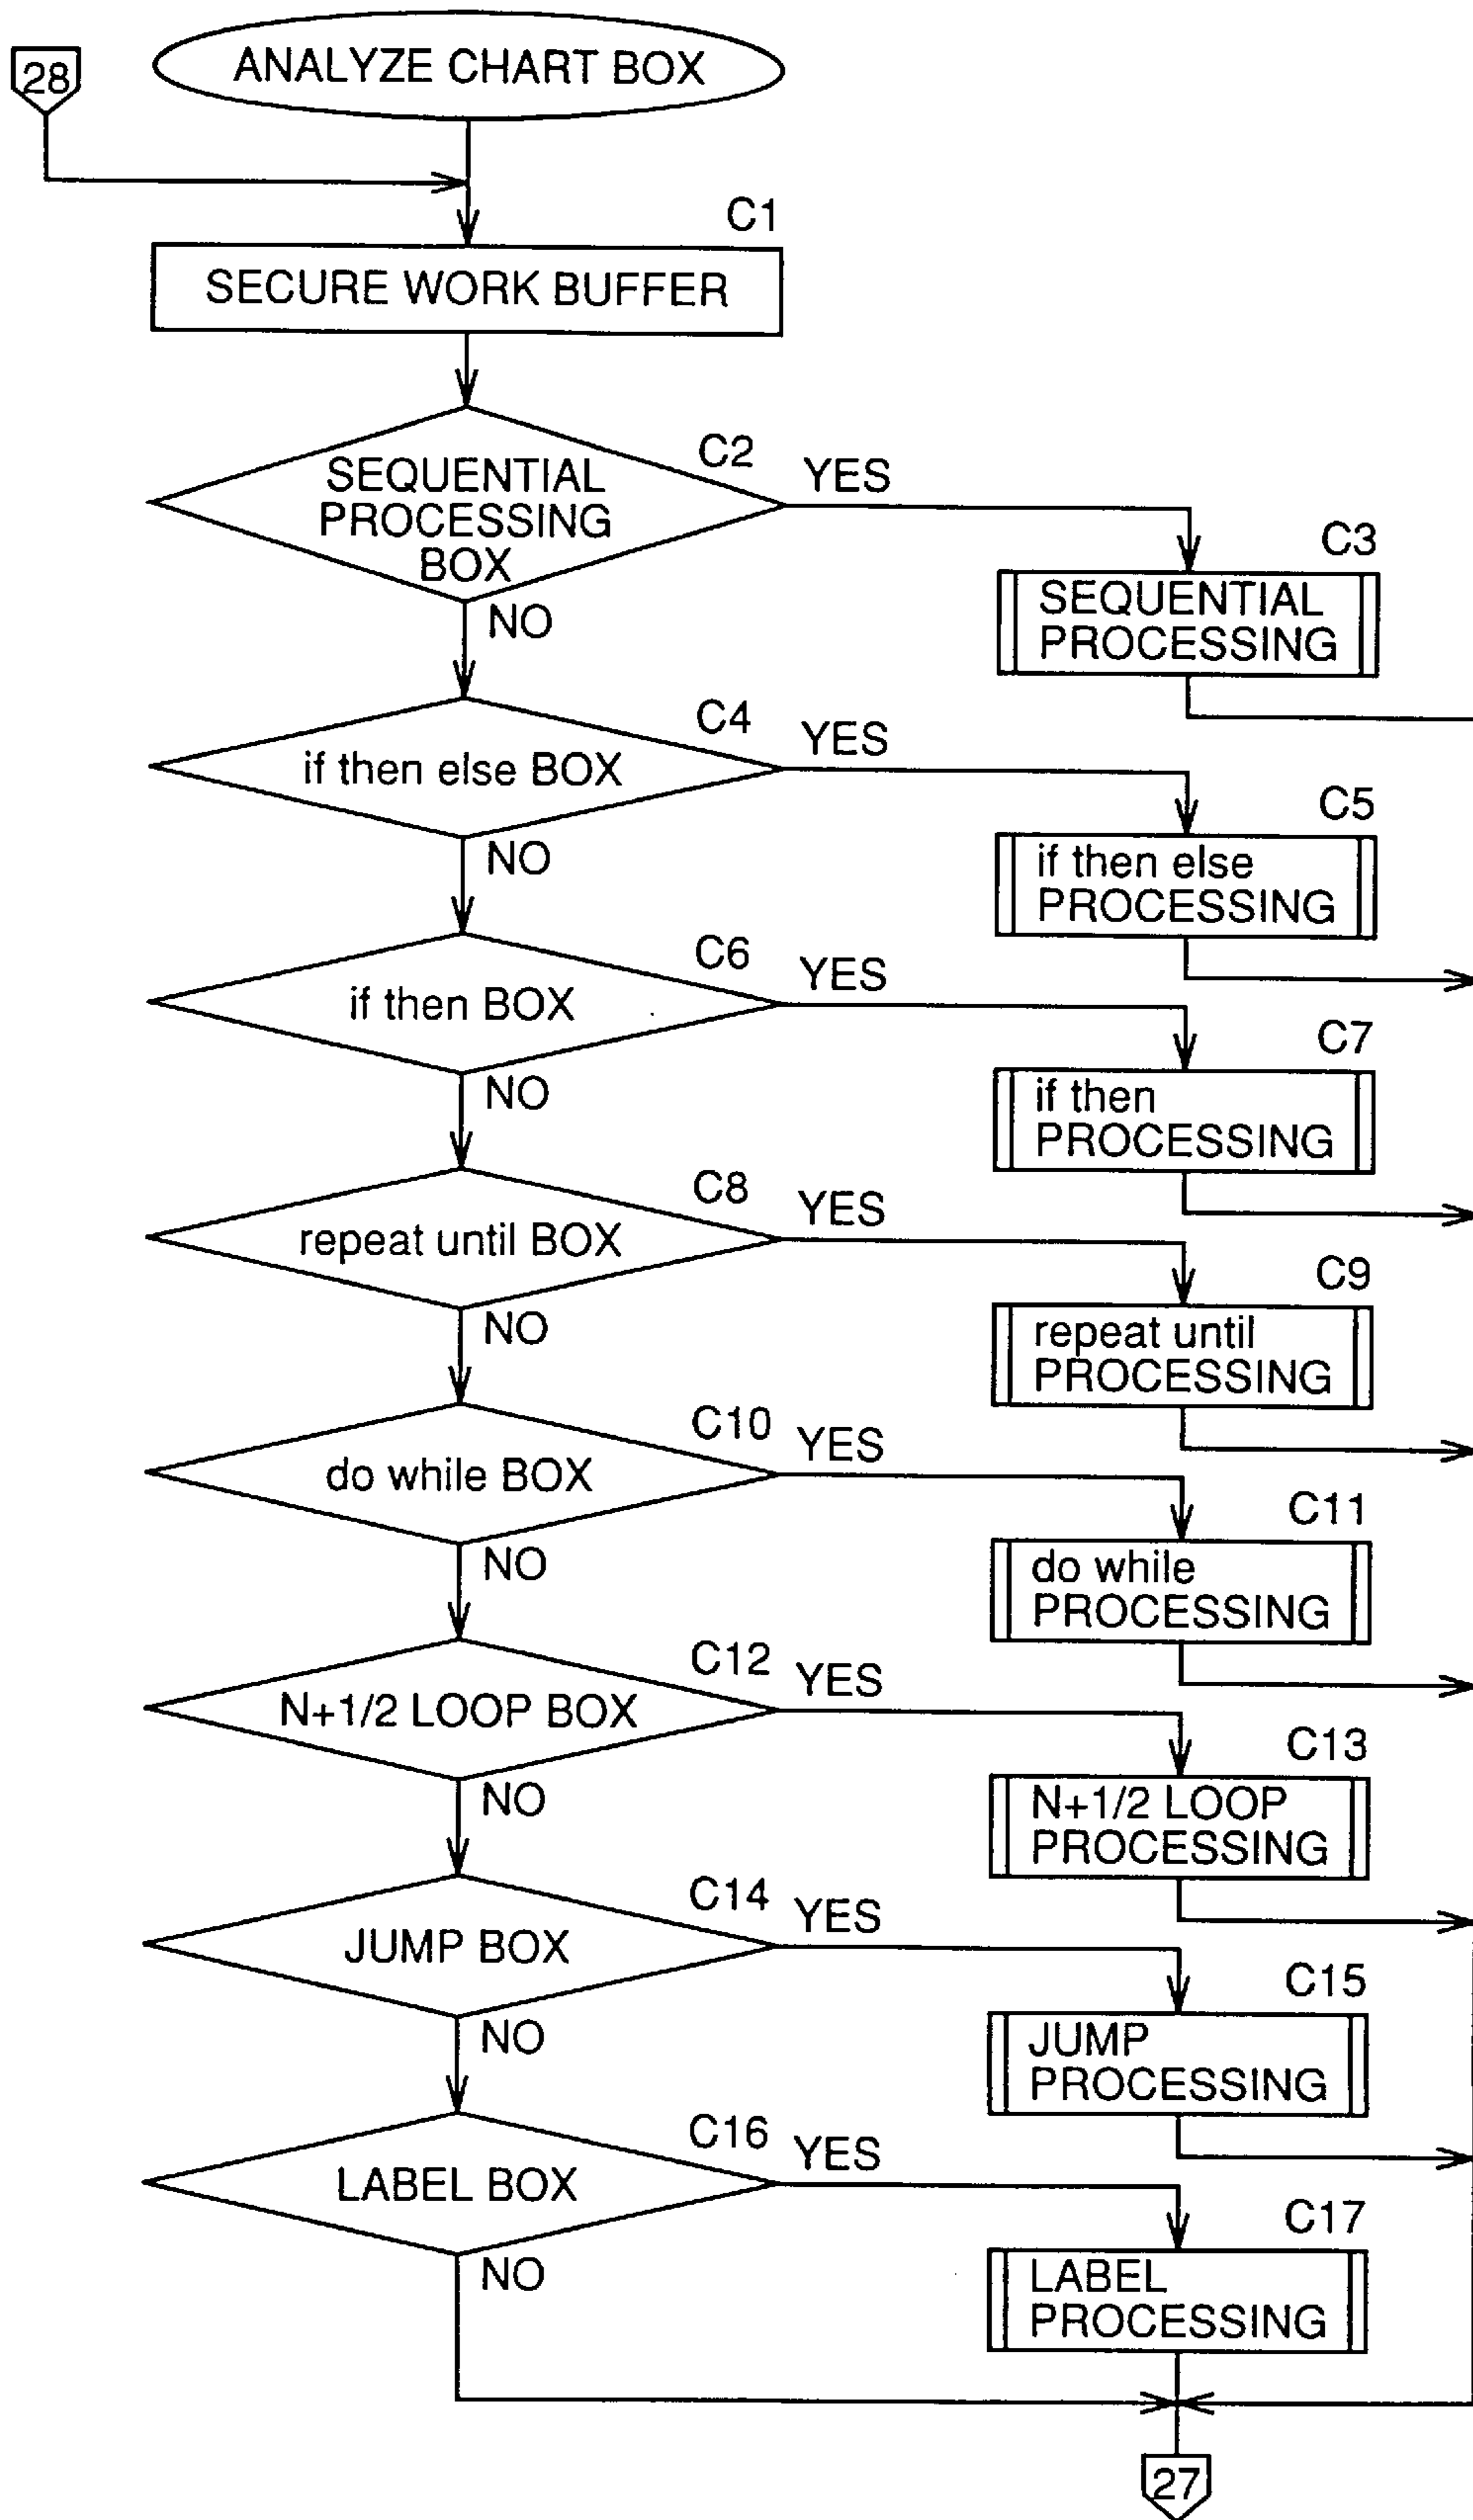 28
ANALYZE CHART BOX
C1
SECURE WORK BUFFER
C2
YES
SEQUENTIAL
PROCESSING
BOX
NO
C3
SEQUENTIAL
PROCESSING
C4
YES
if then else BOX
NO
C5
if then else
PROCESSING
C6
YES
if then BOX
NO
C7
if then
PROCESSING
C8
YES
repeat until BOX
NO
C9
repeat until
PROCESSING
C10
YES
do while BOX
NO
C11
do while
PROCESSING
C12
YES
N+1/2 LOOP BOX
NO
C13
N+1/2 LOOP
PROCESSING
C14
YES
JUMP BOX
NO
C15
JUMP
PROCESSING
C16
YES
LABEL BOX
NO
C17
LABEL
PROCESSING
27